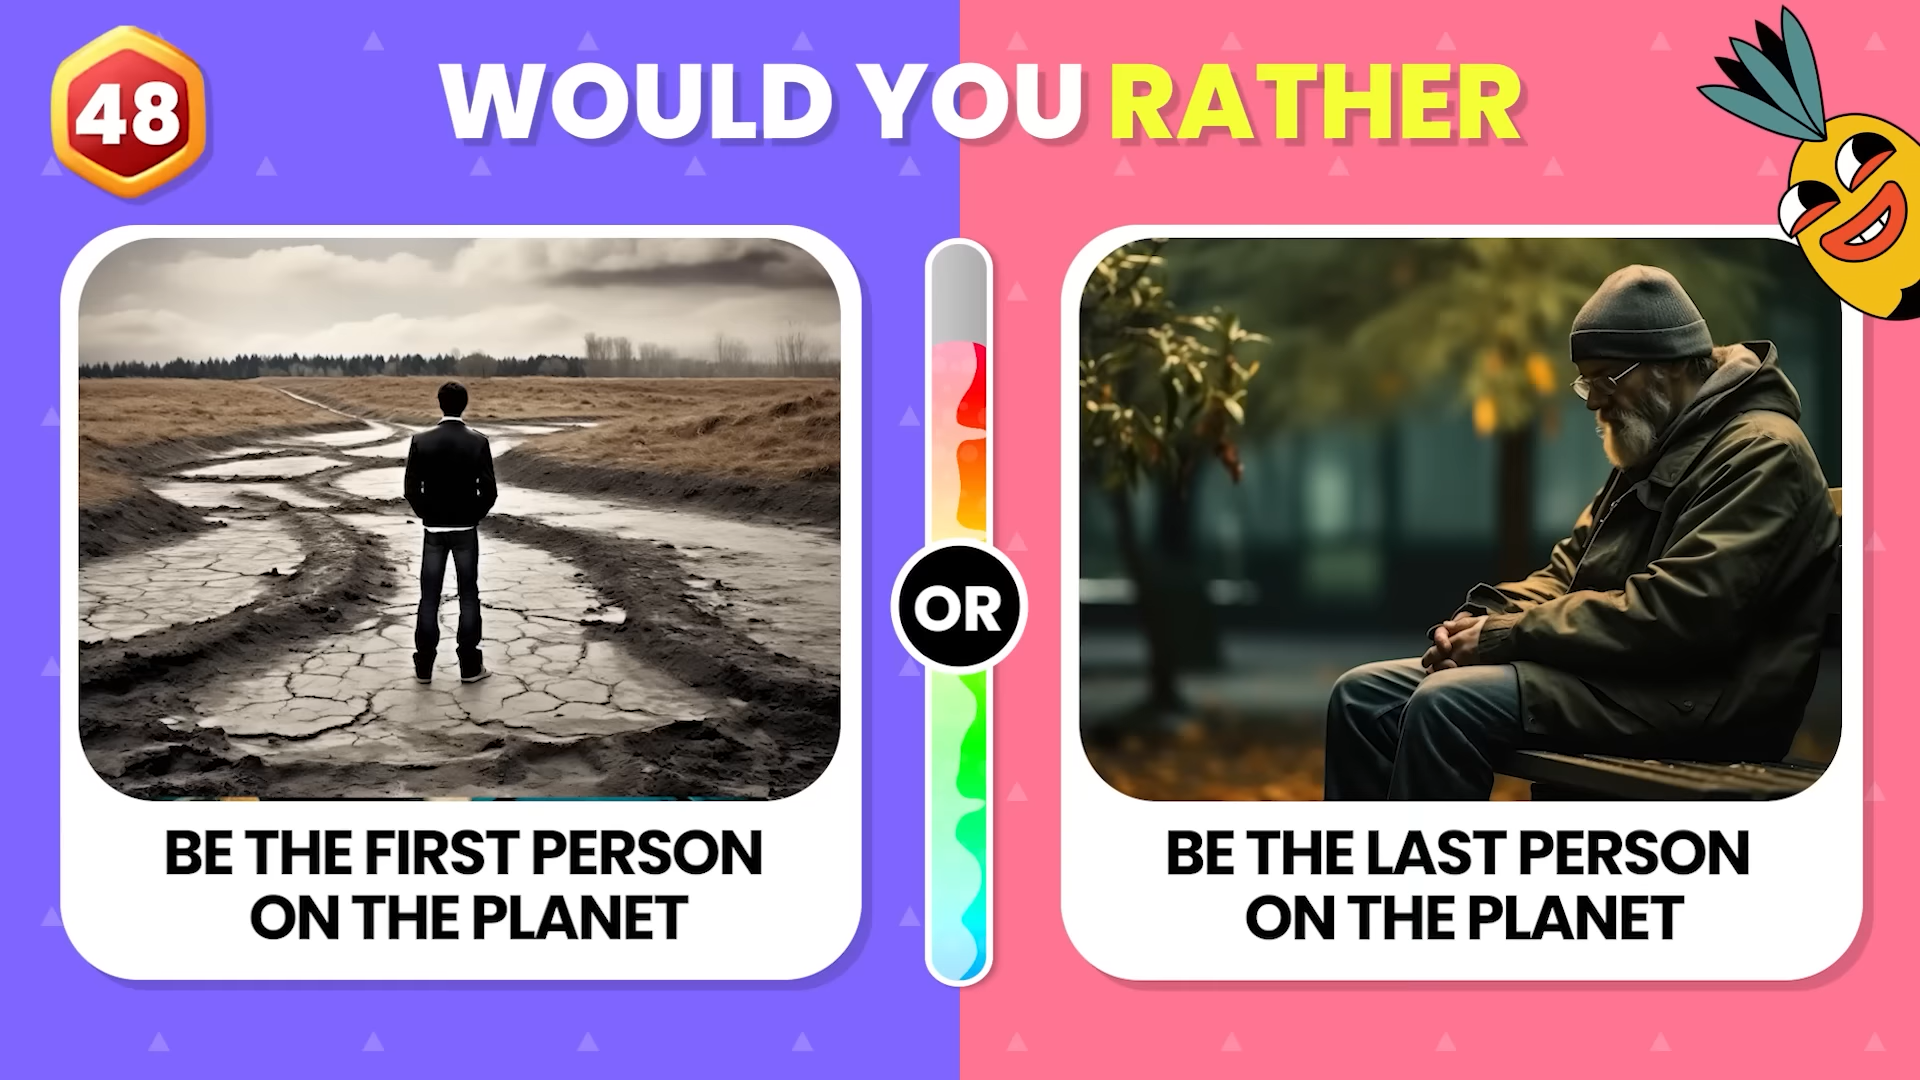 48
WOULD YOU RATHER
BE THE FIRST PERSON
ON THE PLANET
OR
BE THE LAST PERSON
ON THE PLANET